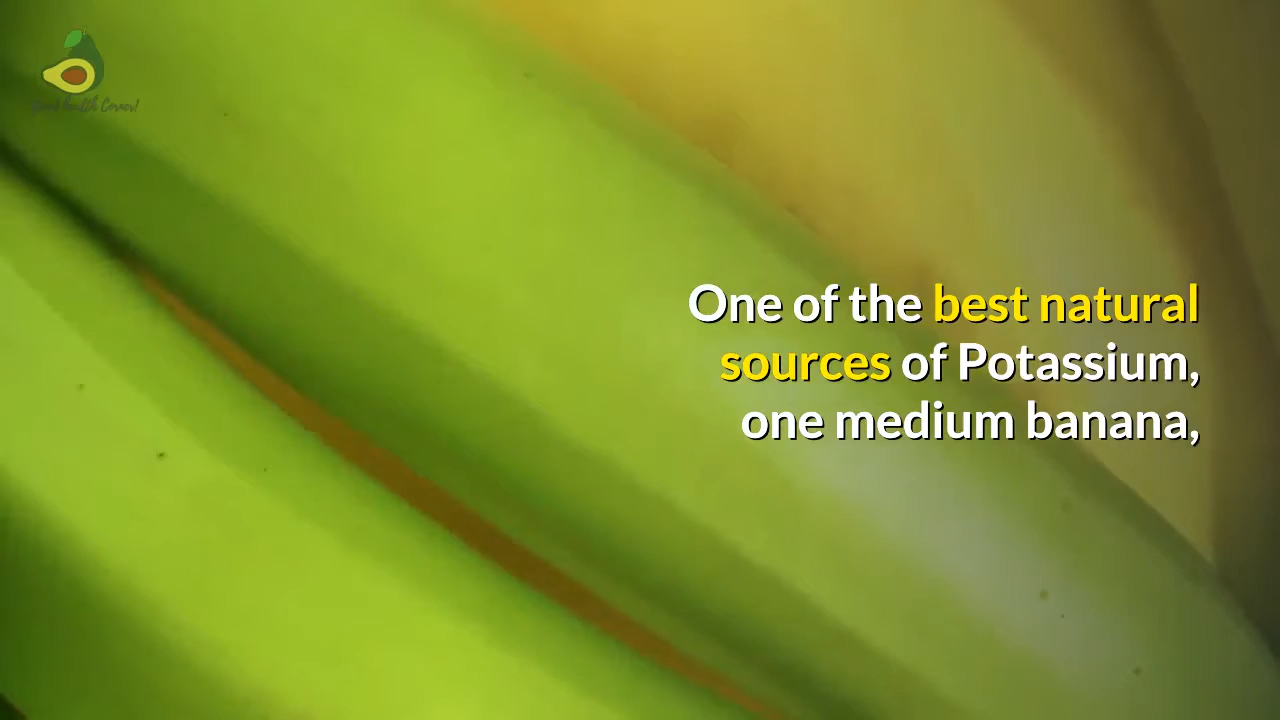 One of the best natural
sources of Potassium,
one medium banana,